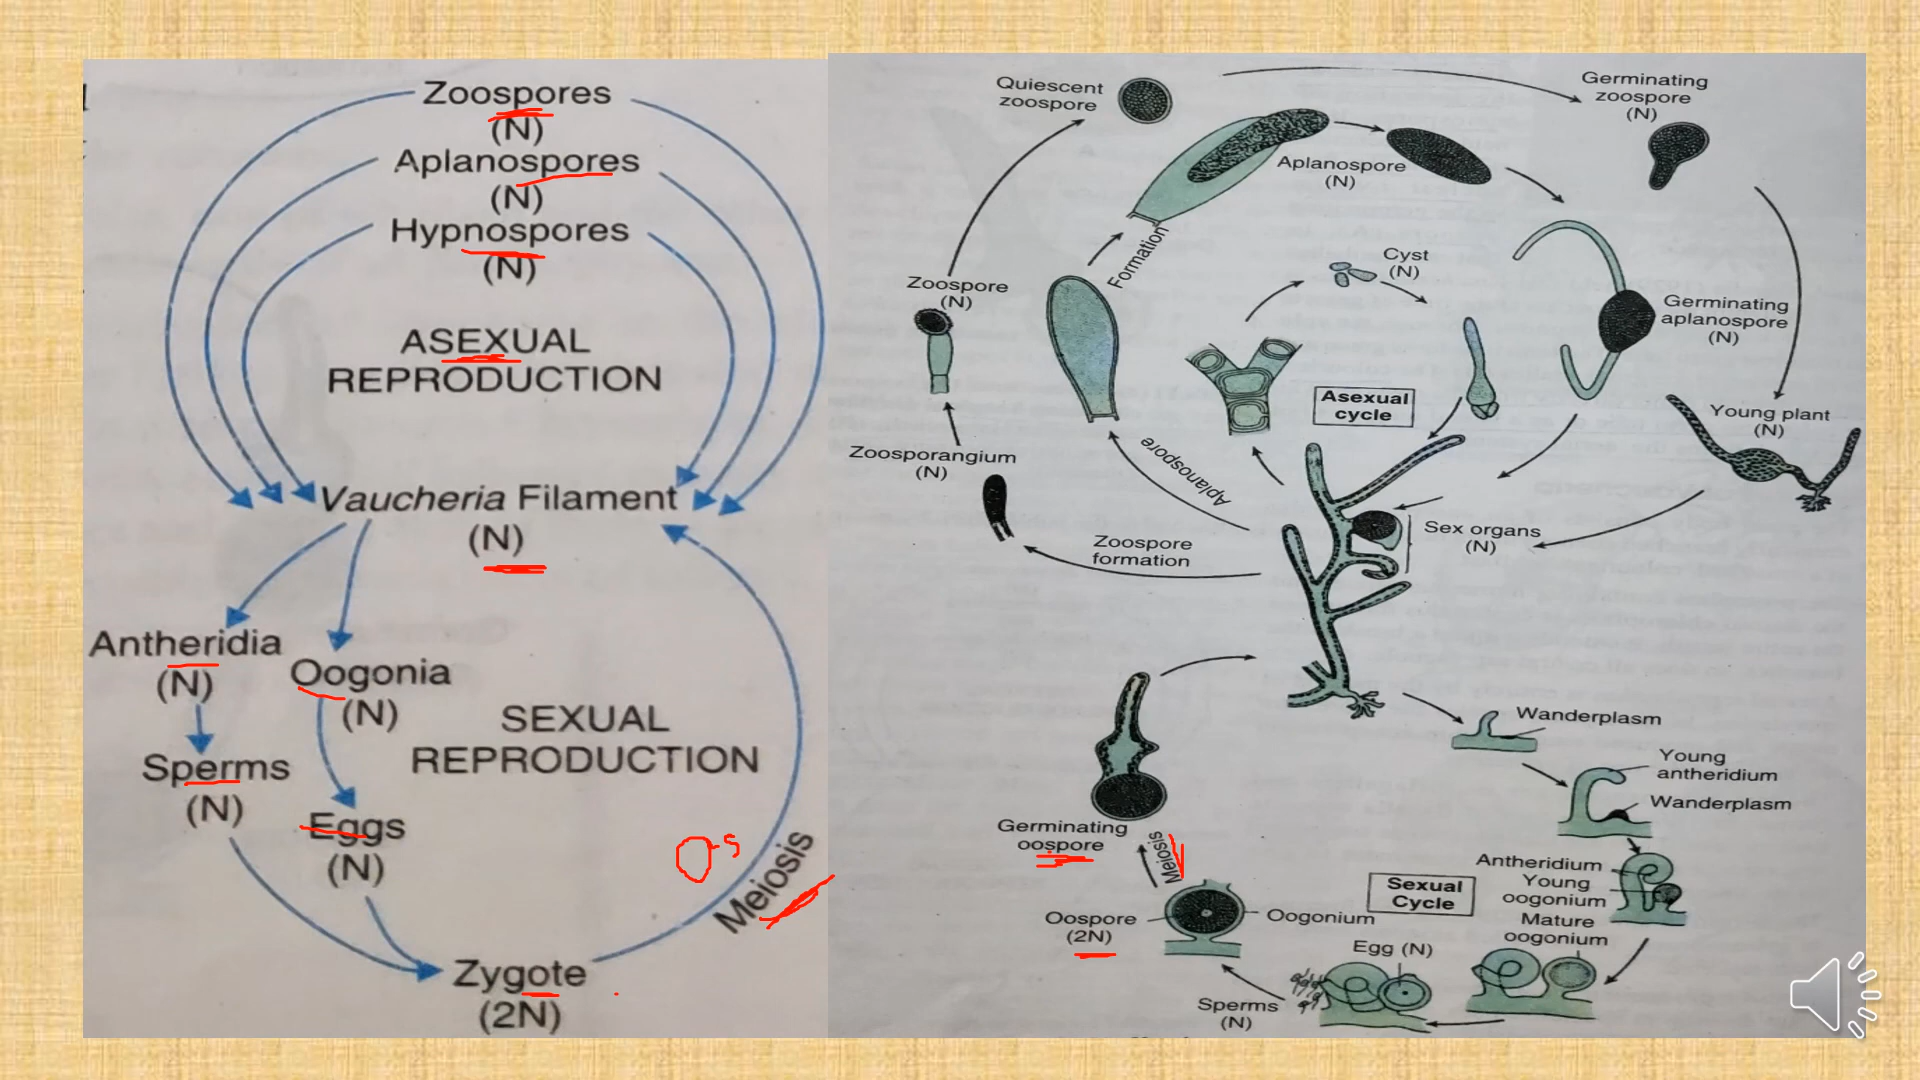 Zoospores
(N)
Aplanospores
(N)
Hypnospores
(N)
ASEXUAL
REPRODUCTION
Vaucheria Filament
(N)
Antheridia
(N)
Oogonia
(N)
SEXUAL
REPRODUCTION
Sperms
(N)
Eggs
(N)
Meiosis
Zygote
(2N)
Quiescent
zoospore
Germinating
zoospore
(N)
Aplanospore
(N)
Formation
Cyst
(N)
Zoospore
(N)
Germinating
aplanospore
(N)
Asexual
cycle
Young plant
(N)
Zoosporangium
(N)
Aplanospore
Sex organs
(N)
Zoospore
formation
Wanderplasm
Young
antheridium
Wanderplasm
Germinating
oospore
Meiosis
Antheridium
Young
oogonium
Mature
oogonium
Sexual
Cycle
Oospore
(2N)
Oogonium
Egg (N)
Sperms
(N)